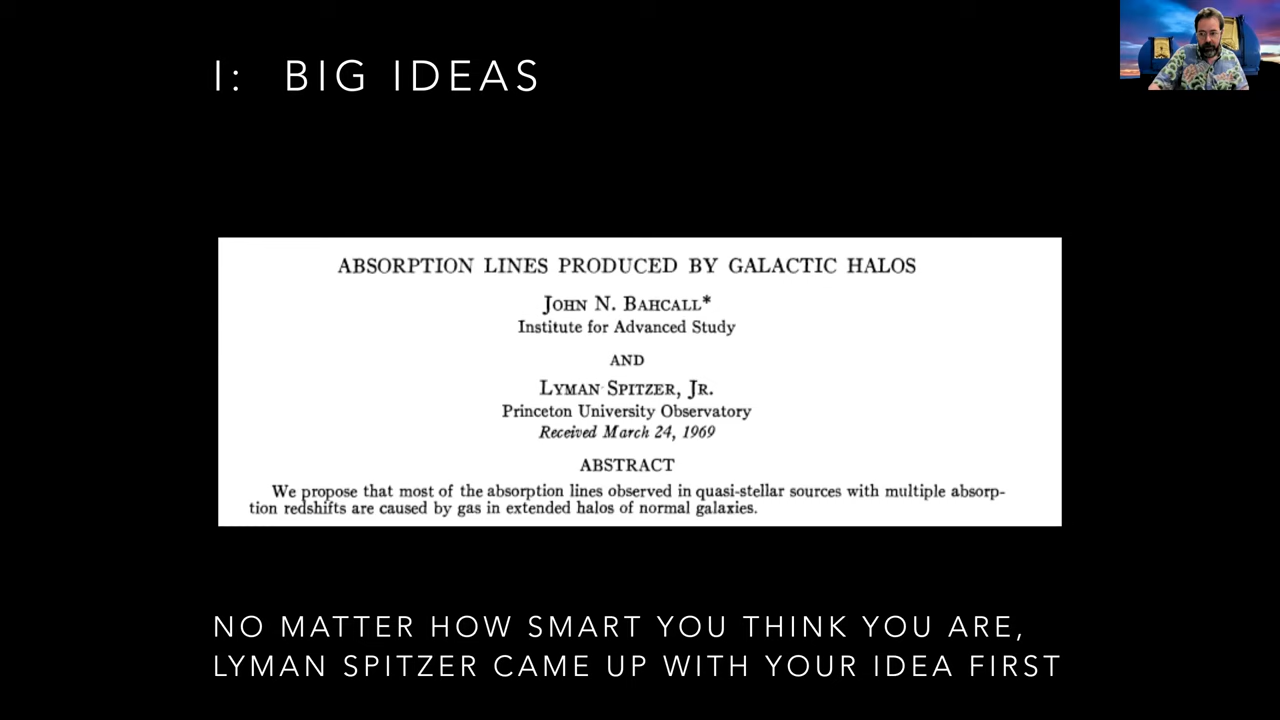 I: BIG IDEAS
ABSORPTION LINES PRODUCED BY GALACTIC HALOS
JOHN N. BAHCALL*
Institute for Advanced Study
AND
LYMAN SPITZER, JR.
Princeton University Observatory
Received March 24, 1969
ABSTRACT
We propose that most of the absorption lines observed in quasi-stellar sources with multiple absorp-
tion redshifts are caused by gas in extended halos of normal galaxies.
NO MATTER HOW SMART YOU THINK YOU ARE,
LYMAN SPITZER CAME UP WITH YOUR IDEA FIRST